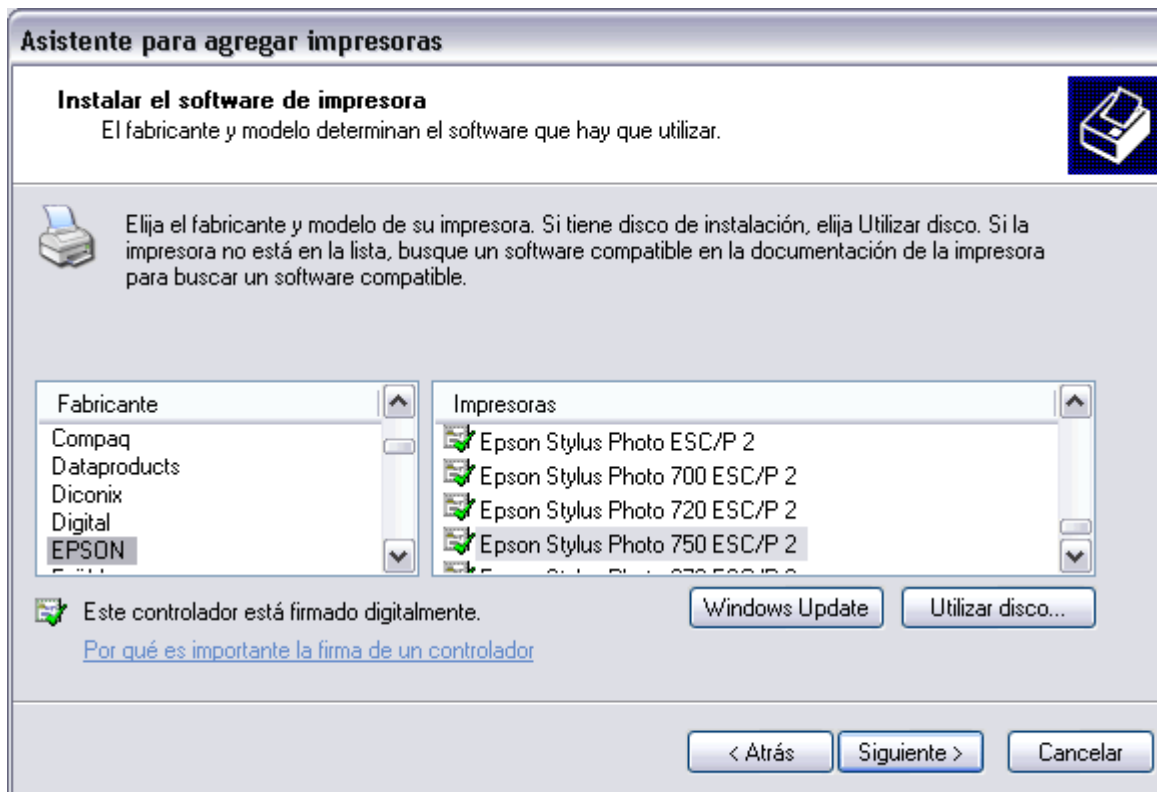 Asistente para agregar impresoras
Instalar el software de impresora
El fabricante y modelo determinan el software que hay que utilizar.
Elija el fabricante y modelo de su impresora. Si tiene disco de instalación, elija Utilizar disco. Si la
impresora no está en la lista, busque un software compatible en la documentación de la impresora
para buscar un software compatible.
Fabricante
Compaq
Dataproducts
Diconix
Digital
EPSON
Impresoras
Epson Stylus Photo ESC/P 2
Epson Stylus Photo 700 ESC/P 2
Epson Stylus Photo 720 ESC/P 2
Epson Stylus Photo 750 ESC/P 2
Este controlador está firmado digitalmente.
Por qué es importante la firma de un controlador
Windows Update
Utilizar disco...
< Atrás
Siguiente >
Cancelar